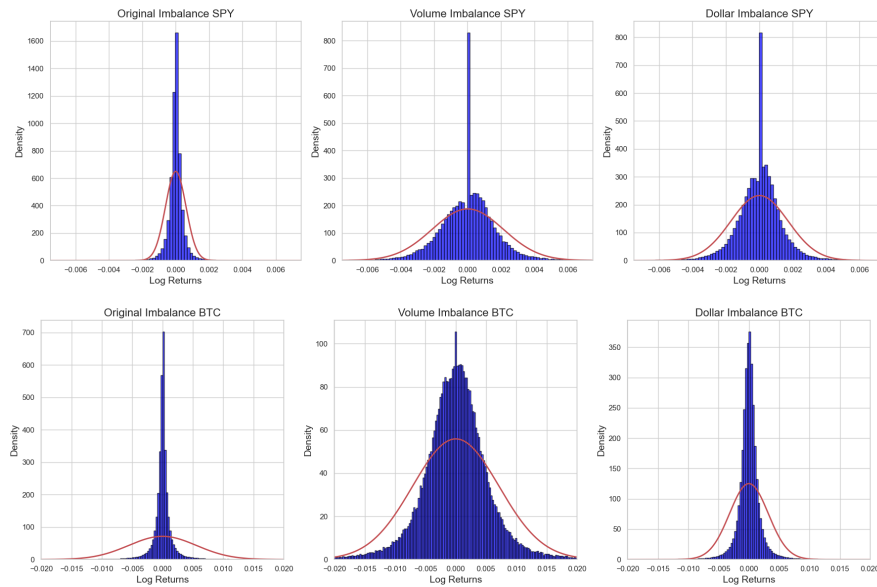 Original Imbalance SPY
Volume Imbalance SPY
Dollar Imbalance SPY
Density
1600
1400
1200
1000
800
600
400
200
0
−0.006 −0.004 −0.002 0.000 0.002 0.004 0.006
Log Returns
Density
800
700
600
500
400
300
200
100
0
−0.006 −0.004 −0.002 0.000 0.002 0.004 0.006
Log Returns
Density
800
700
600
500
400
300
200
100
0
−0.006 −0.004 −0.002 0.000 0.002 0.004 0.006
Log Returns
Original Imbalance BTC
Volume Imbalance BTC
Dollar Imbalance BTC
Density
700
600
500
400
300
200
100
0
−0.020 −0.015 −0.010 −0.005 0.000 0.005 0.010 0.015 0.020
Log Returns
Density
100
80
60
40
20
0
−0.020 −0.015 −0.010 −0.005 0.000 0.005 0.010 0.015 0.020
Log Returns
Density
350
300
250
200
150
100
50
0
−0.020 −0.015 −0.010 −0.005 0.000 0.005 0.010 0.015 0.020
Log Returns